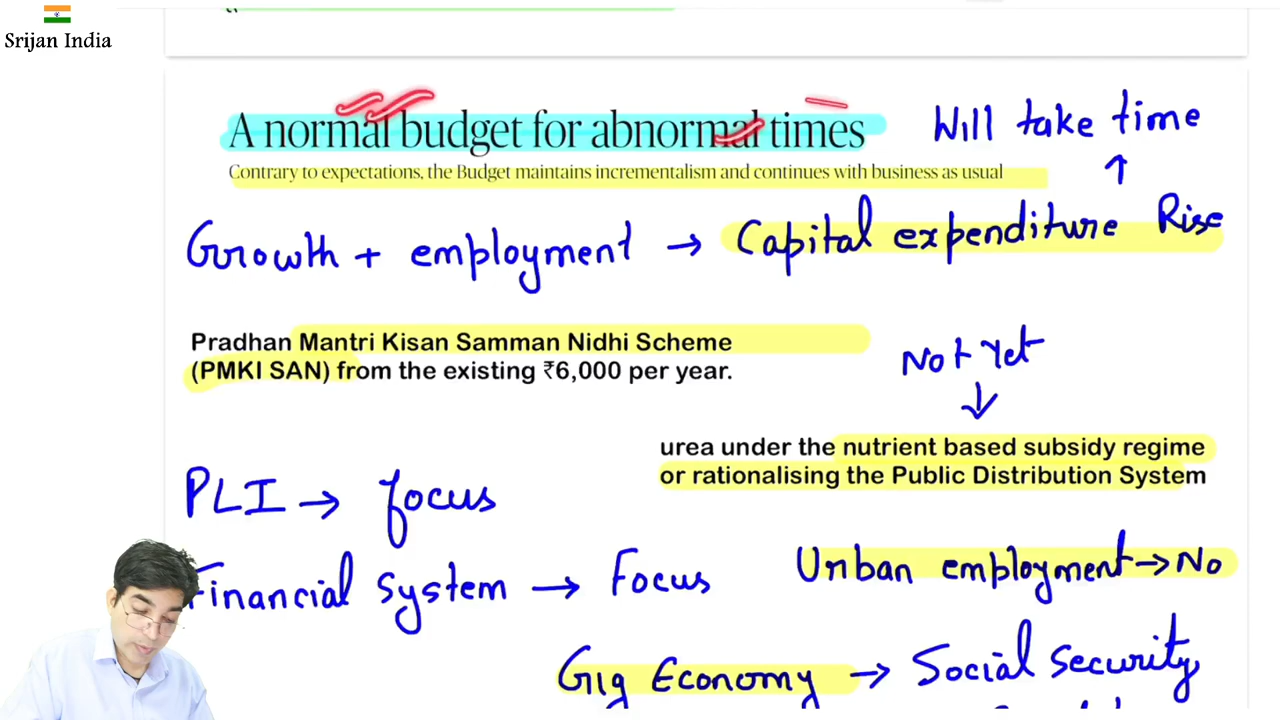 Srijan India
A normal budget for abnormal times
Will take time
Contrary to expectations, the Budget maintains incrementalism and continues with business as usual
Growth + employment → Capital expenditure Rise
Pradhan Mantri Kisan Samman Nidhi Scheme
(PMKI SAN) from the existing ₹6,000 per year.
Not Yet
urea under the nutrient based subsidy regime
or rationalising the Public Distribution System
PLI → focus
Urban employment → No
Financial system → Focus
Gig Economy → Social Security